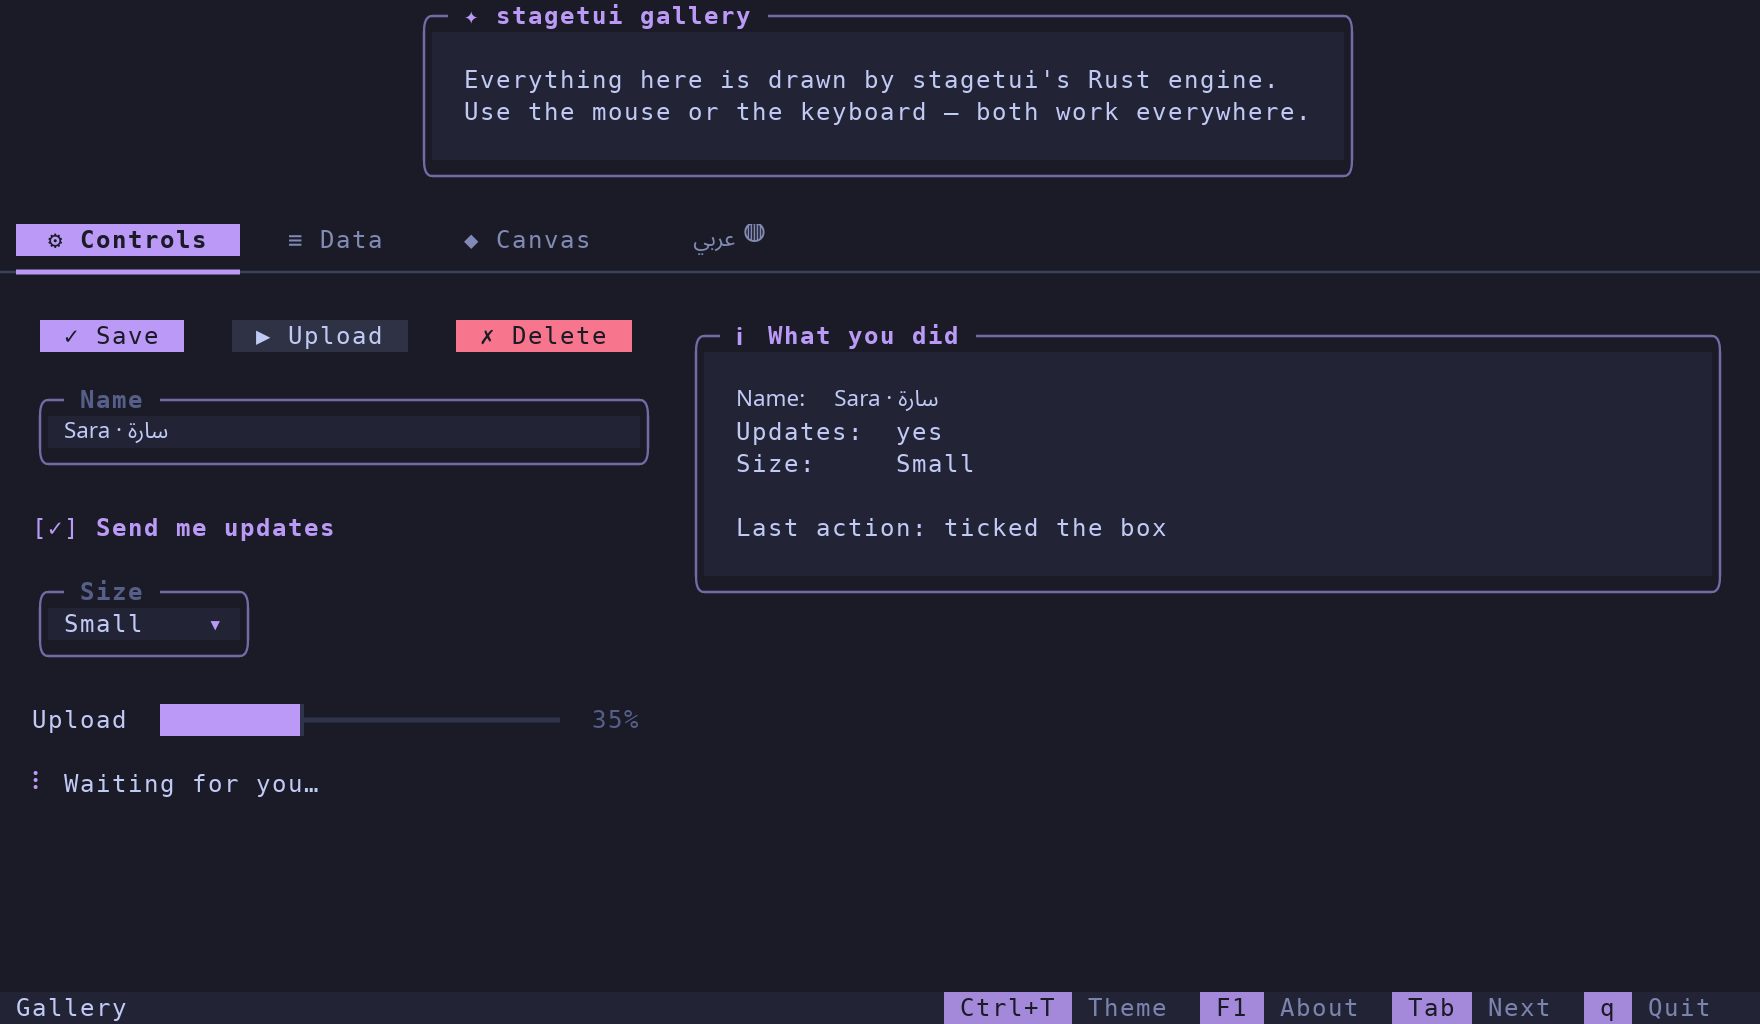 ✦ stagetui gallery
Everything here is drawn by stagetui's Rust engine.
Use the mouse or the keyboard — both work everywhere.
⚙ Controls ≡ Data ◆ Canvas عربي ◍
✓ Save ▶ Upload ✗ Delete
Name
Sara · سارة
[✓] Send me updates
Size
Small ▾
Upload 35%
⋮ Waiting for you…
i What you did
Name: Sara · سارة
Updates: yes
Size: Small
Last action: ticked the box
Gallery Ctrl+T Theme F1 About Tab Next q Quit